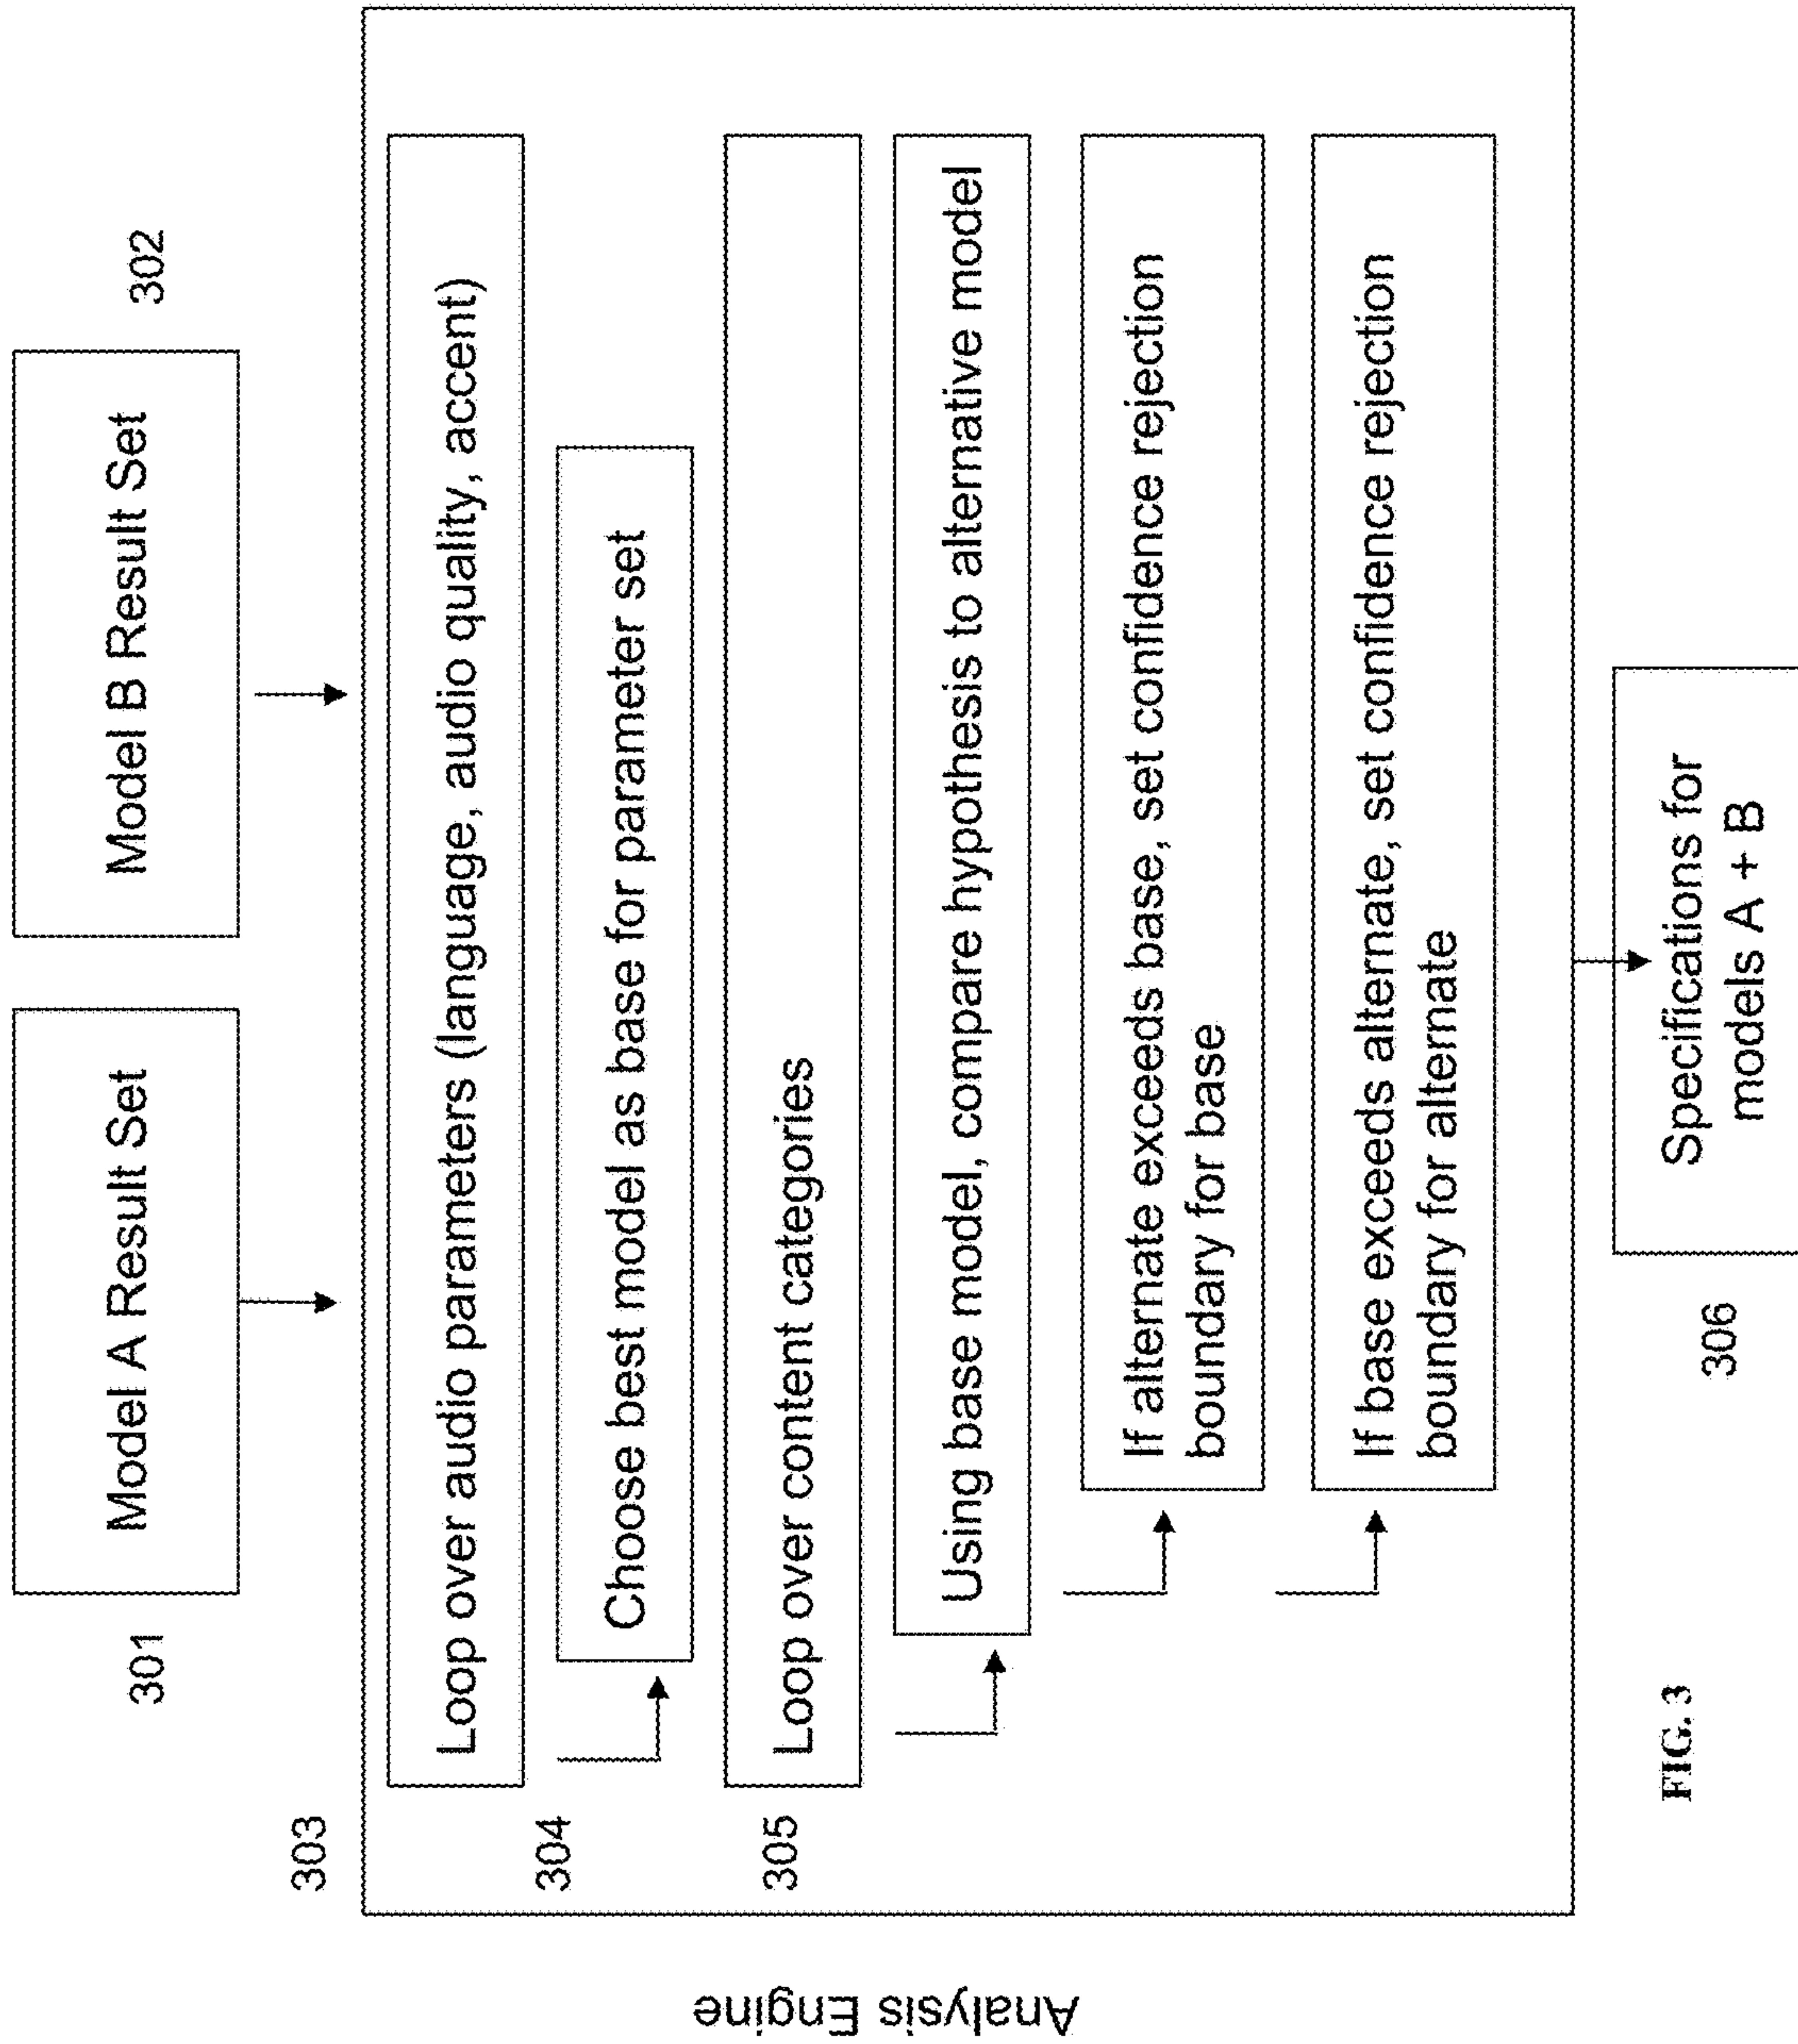 Model A Result Set
Model B Result Set
301
302
303
Analysis Engine
Loop over audio parameters (language, audio quality, accent)
304
Choose best model as base for parameter set
305
Loop over content categories
Using base model, compare hypothesis to alternative model
If alternate exceeds base, set confidence rejection
boundary for base
If base exceeds alternate, set confidence rejection
boundary for alternate
306
Specifications for
models A + B
FIG. 3